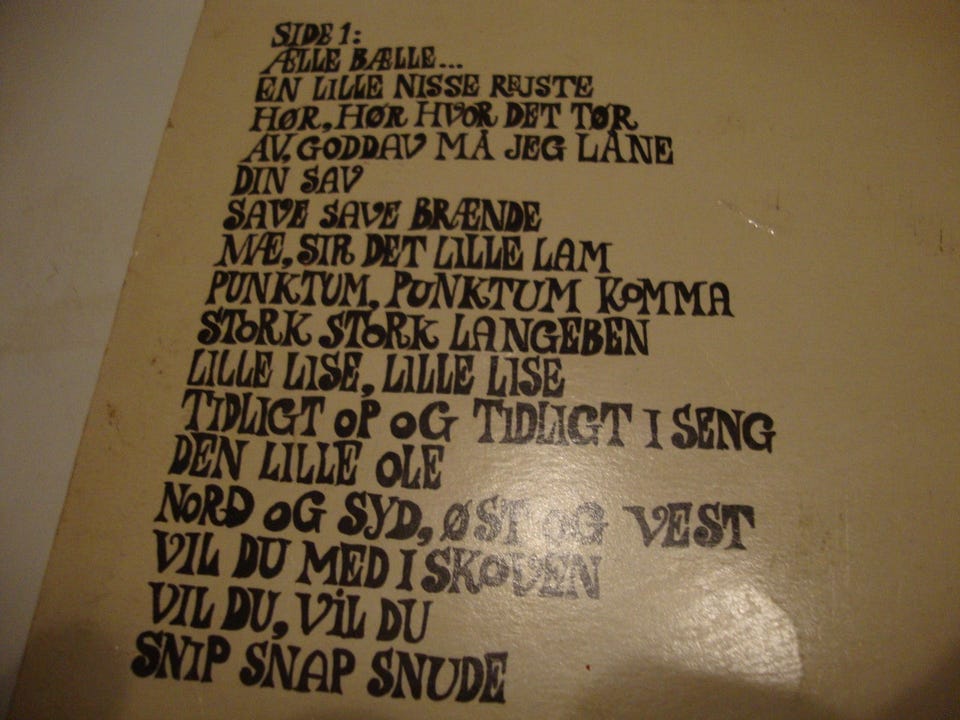 SIDE 1:
ÆLLE BÆLLE...
EN LILLE NISSE REJSTE
HØR, HØR HVOR DET TØR
AV, GODDAV MÅ JEG LÅNE
DIN SAV
SAVE SAVE BRÆNDE
MÆ, SIR DET LILLE LAM
PUNKTUM, PUNKTUM KOMMA
STORK STORK LANGEBEN
LILLE LISE, LILLE LISE
TIDLIGT OP OG TIDLIGT I SENG
DEN LILLE OLE
NORD OG SYD, ØST OG VEST
VIL DU MED I SKOVEN
VIL DU, VIL DU
SNIP SNAP SNUDE